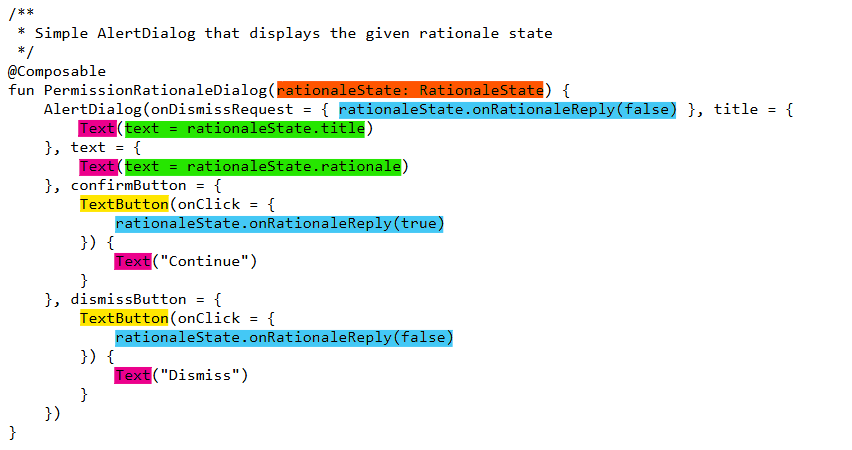 /**
 * Simple AlertDialog that displays the given rationale state
 */
@Composable
fun PermissionRationaleDialog(rationaleState: RationaleState) {
    AlertDialog(onDismissRequest = { rationaleState.onRationaleReply(false) }, title = {
        Text(text = rationaleState.title)
    }, text = {
        Text(text = rationaleState.rationale)
    }, confirmButton = {
        TextButton(onClick = {
            rationaleState.onRationaleReply(true)
        }) {
            Text("Continue")
        }
    }, dismissButton = {
        TextButton(onClick = {
            rationaleState.onRationaleReply(false)
        }) {
            Text("Dismiss")
        }
    })
}